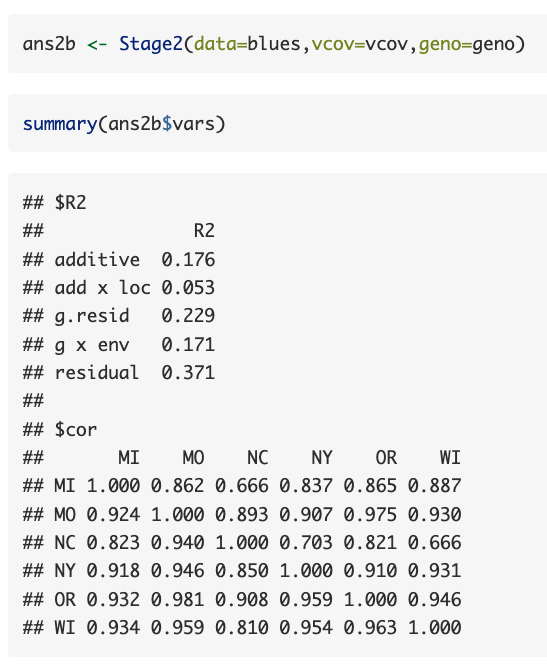 ans2b <- Stage2(data=blues,vcov=vcov,geno=geno)
summary(ans2b$vars)
## $R2
##              R2
## additive  0.176
## add x loc 0.053
## g.resid   0.229
## g x env   0.171
## residual  0.371
##
## $cor
##       MI    MO    NC    NY    OR    WI
## MI 1.000 0.862 0.666 0.837 0.865 0.887
## MO 0.924 1.000 0.893 0.907 0.975 0.930
## NC 0.823 0.940 1.000 0.703 0.821 0.666
## NY 0.918 0.946 0.850 1.000 0.910 0.931
## OR 0.932 0.981 0.908 0.959 1.000 0.946
## WI 0.934 0.959 0.810 0.954 0.963 1.000